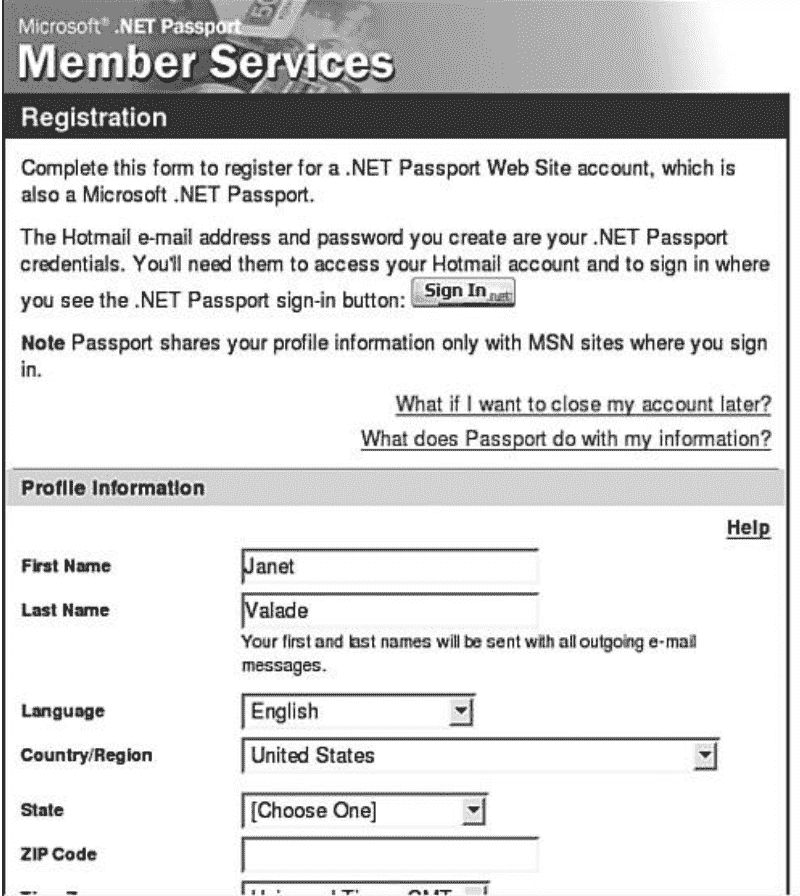 Microsoft® .NET Passport
Member Services
Registration
Complete this form to register for a .NET Passport Web Site account, which is
also a Microsoft .NET Passport.
The Hotmail e-mail address and password you create are your .NET Passport
credentials. You'll need them to access your Hotmail account and to sign in where
you see the .NET Passport sign-in button: Sign In .net
Note Passport shares your profile information only with MSN sites where you sign
in.
What if I want to close my account later?
What does Passport do with my information?
Profile Information
Help
First Name Janet
Last Name Valade
Your first and last names will be sent with all outgoing e-mail
messages.
Language English
Country/Region United States
State [Choose One]
ZIP Code